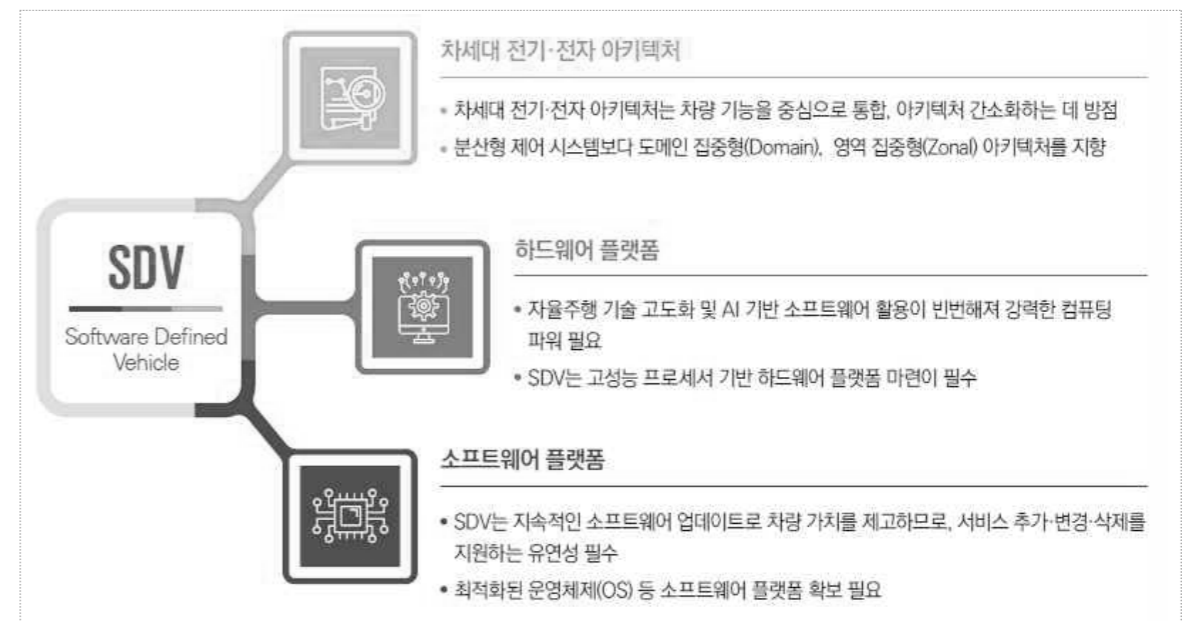 SDV
Software Defined
Vehicle
차세대 전기·전자 아키텍처
• 차세대 전기·전자 아키텍처는 차량 기능을 중심으로 통합, 아키텍처 간소화하는 데 방점
• 분산형 제어 시스템보다 도메인 집중형(Domain), 영역 집중형(Zonal) 아키텍처를 지향
하드웨어 플랫폼
• 자율주행 기술 고도화 및 AI 기반 소프트웨어 활용이 빈번해져 강력한 컴퓨팅
파워 필요
• SDV는 고성능 프로세서 기반 하드웨어 플랫폼 마련이 필수
소프트웨어 플랫폼
• SDV는 지속적인 소프트웨어 업데이트로 차량 가치를 제고하므로, 서비스 추가·변경·삭제를
지원하는 유연성 필수
• 최적화된 운영체제(OS) 등 소프트웨어 플랫폼 확보 필요